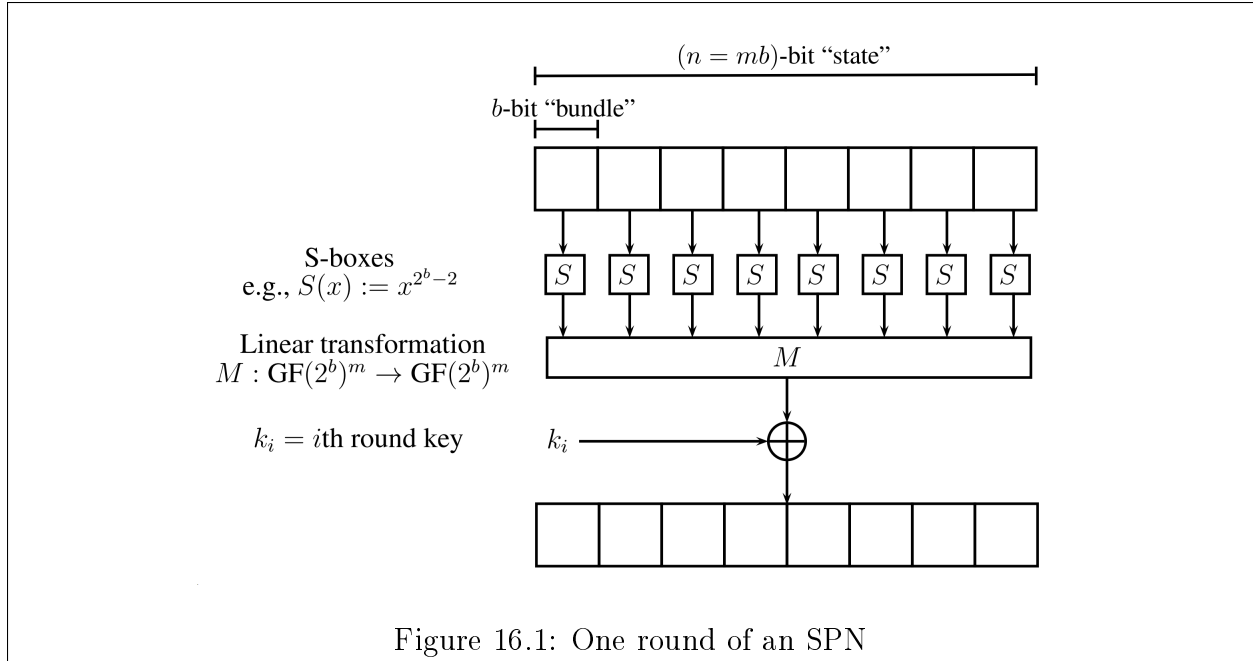 (n = mb)-bit “state”
b-bit “bundle”
S-boxes
e.g., S(x) := x^{2^b−2}
S S S S S S S S
Linear transformation
M : GF(2^b)^m → GF(2^b)^m
M
k_i = ith round key
k_i
Figure 16.1: One round of an SPN